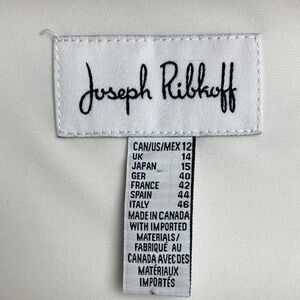 Joseph Ribkoff
CAN/US/MEX 12
UK 14
JAPAN 15
GER 40
FRANCE 42
SPAIN 44
ITALY 46
MADE IN CANADA
WITH IMPORTED
MATERIALS/
FABRIQUÉ AU
CANADA AVEC DES
MATÉRIAUX
IMPORTÉS